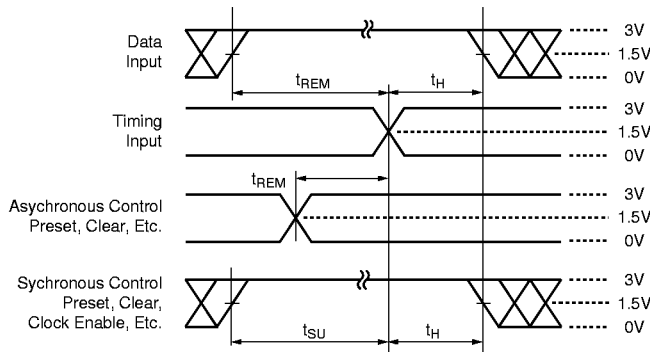 Data
Input
3V
1.5V
0V
tREM
tH
Timing
Input
3V
1.5V
0V
tREM
Asychronous Control
Preset, Clear, Etc.
3V
1.5V
0V
Sychronous Control
Preset, Clear,
Clock Enable, Etc.
3V
1.5V
0V
tSU
tH